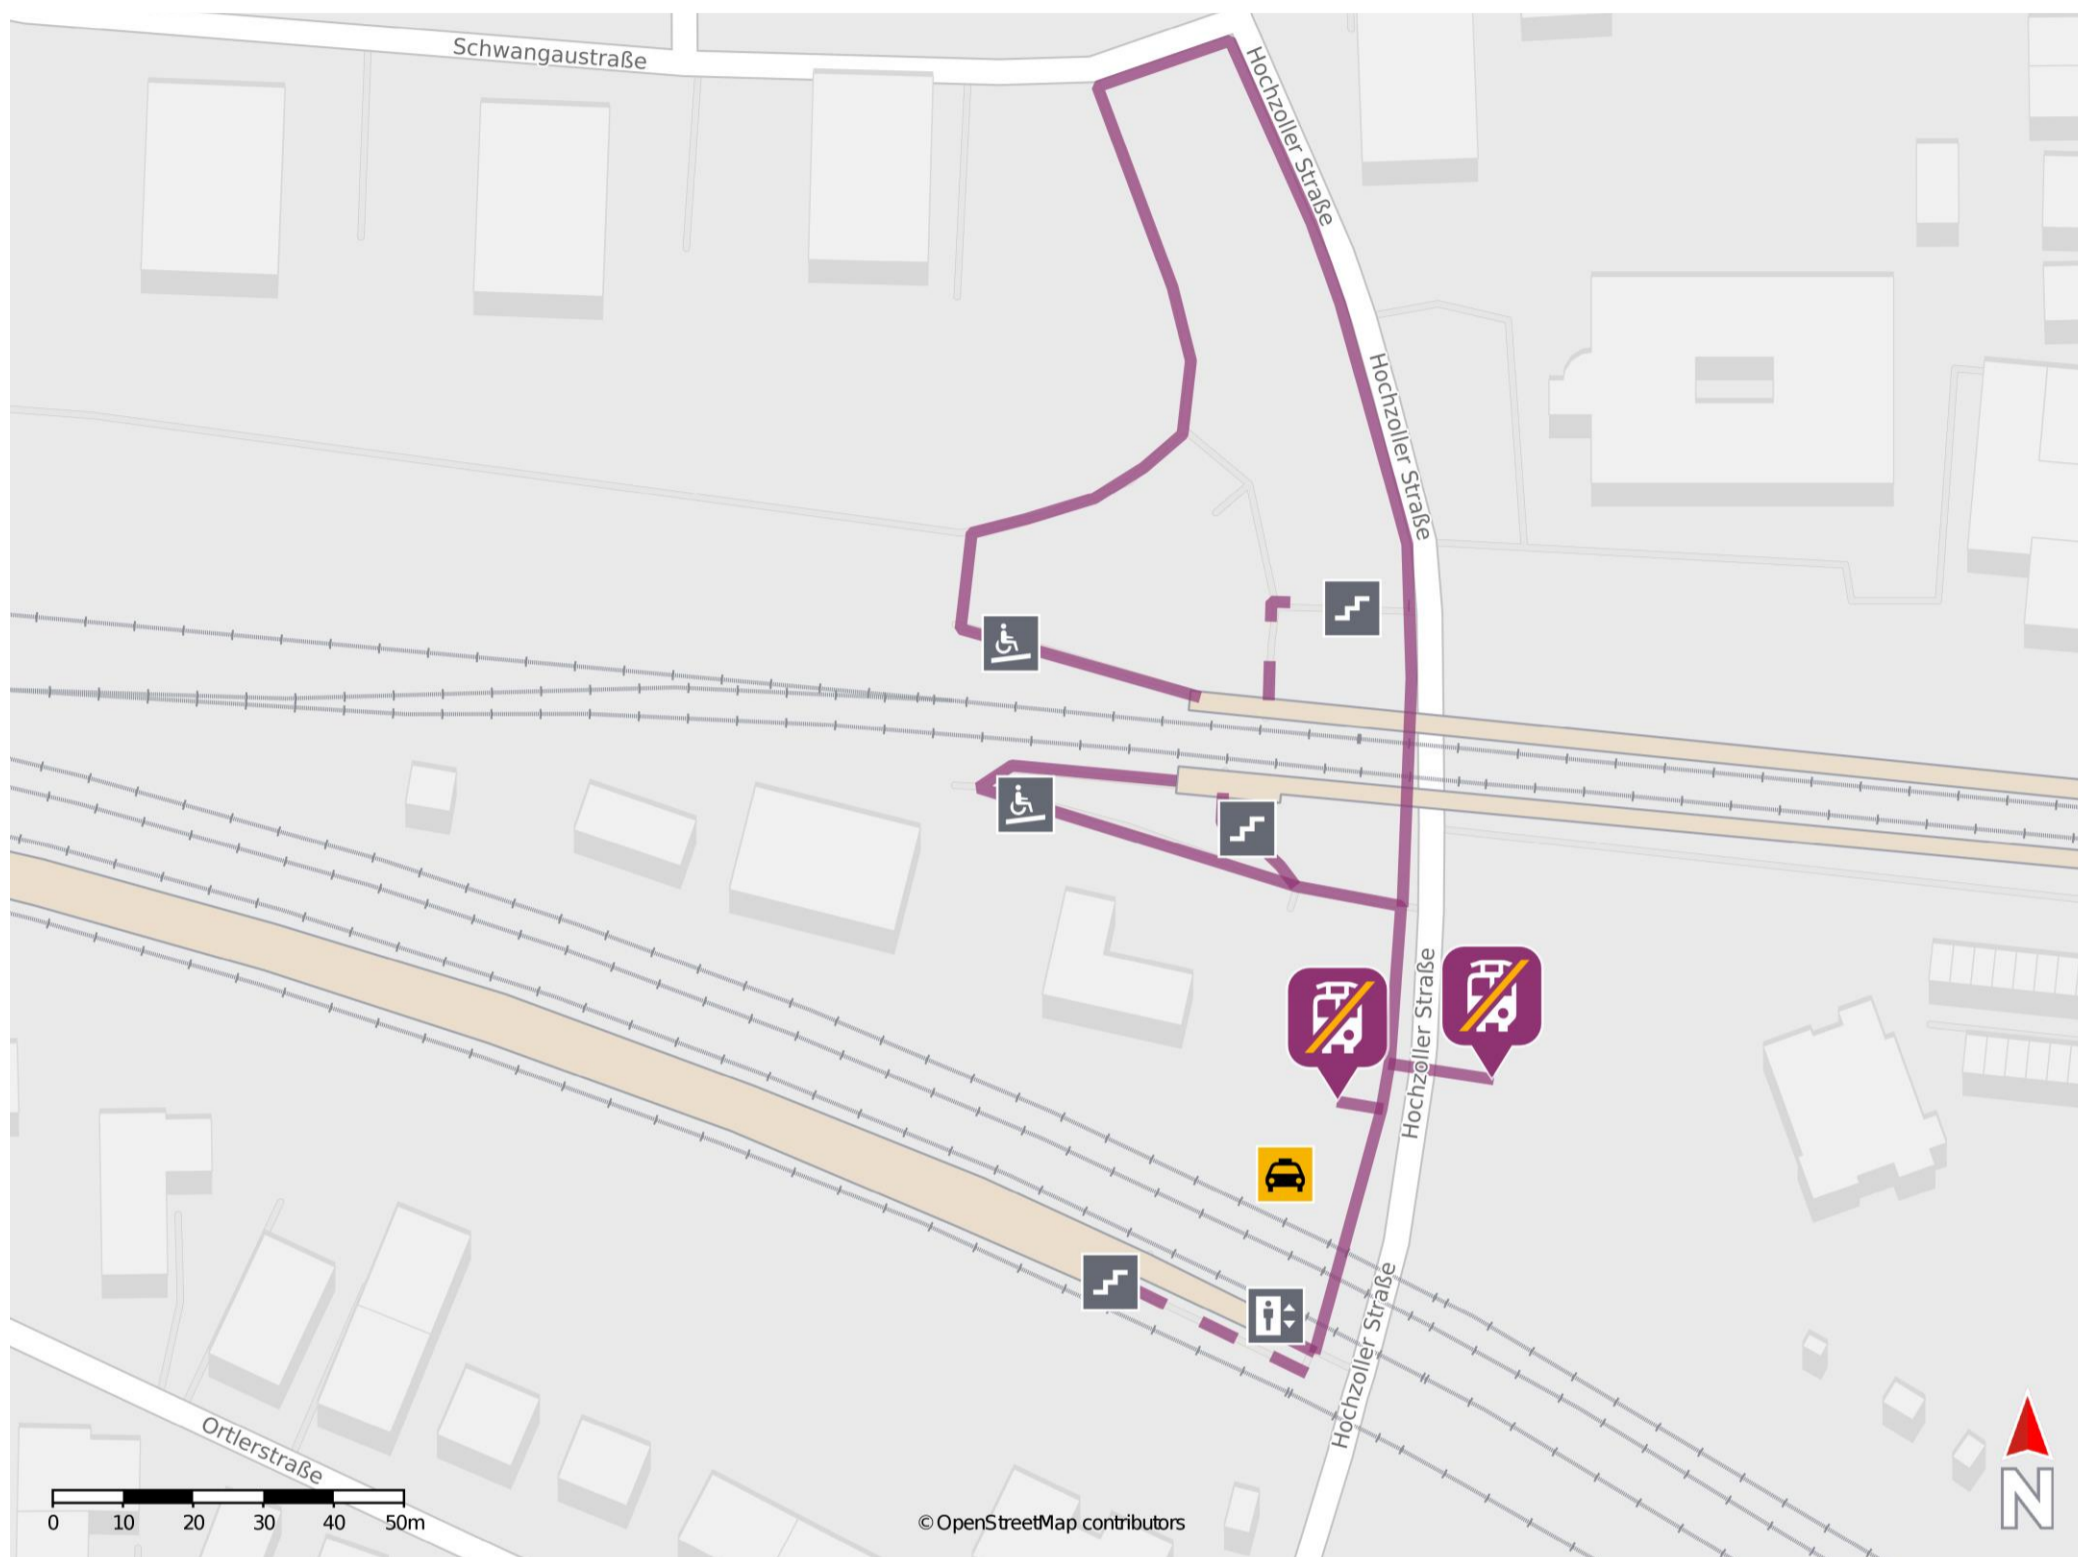 Schwangaustraße
Hochzoller Straße
Hochzoller Straße
Hochzoller Straße
Hochzoller Straße
Ortlerstraße
0 10 20 30 40 50m
© OpenStreetMap contributors
N